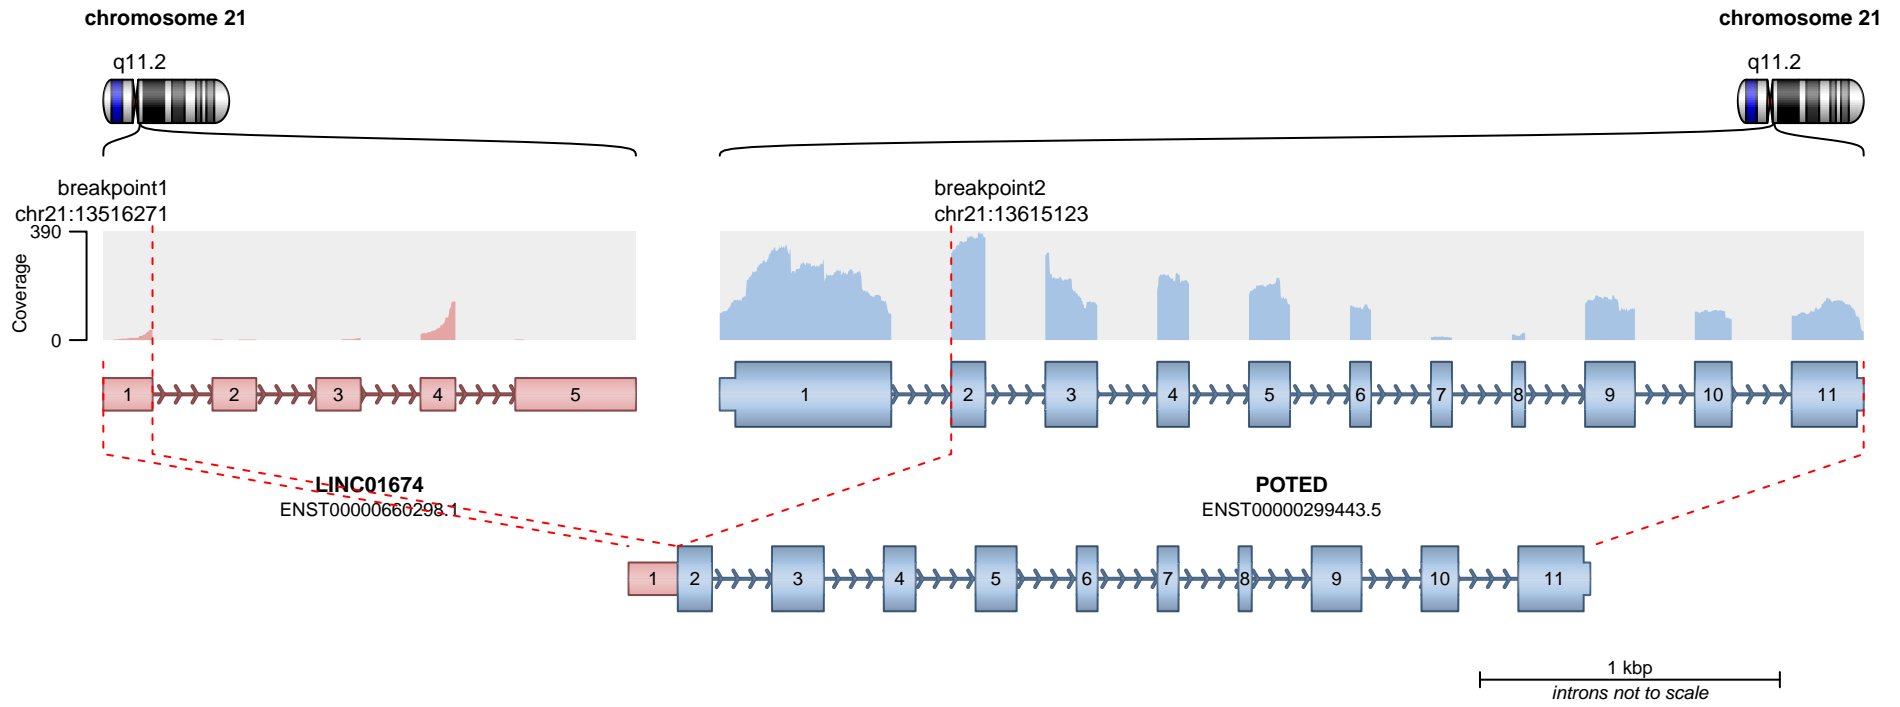 chromosome 21
chromosome 21
q11.2
q11.2
breakpoint1
chr21:13516271
breakpoint2
chr21:13615123
390
Coverage
0
1 2 3 4 5
1 2 3 4 5 6 7 8 9 10 11
LINC01674
ENST00000660298.1
POTED
ENST00000299443.5
1 2 3 4 5 6 7 8 9 10 11
1 kbp
introns not to scale